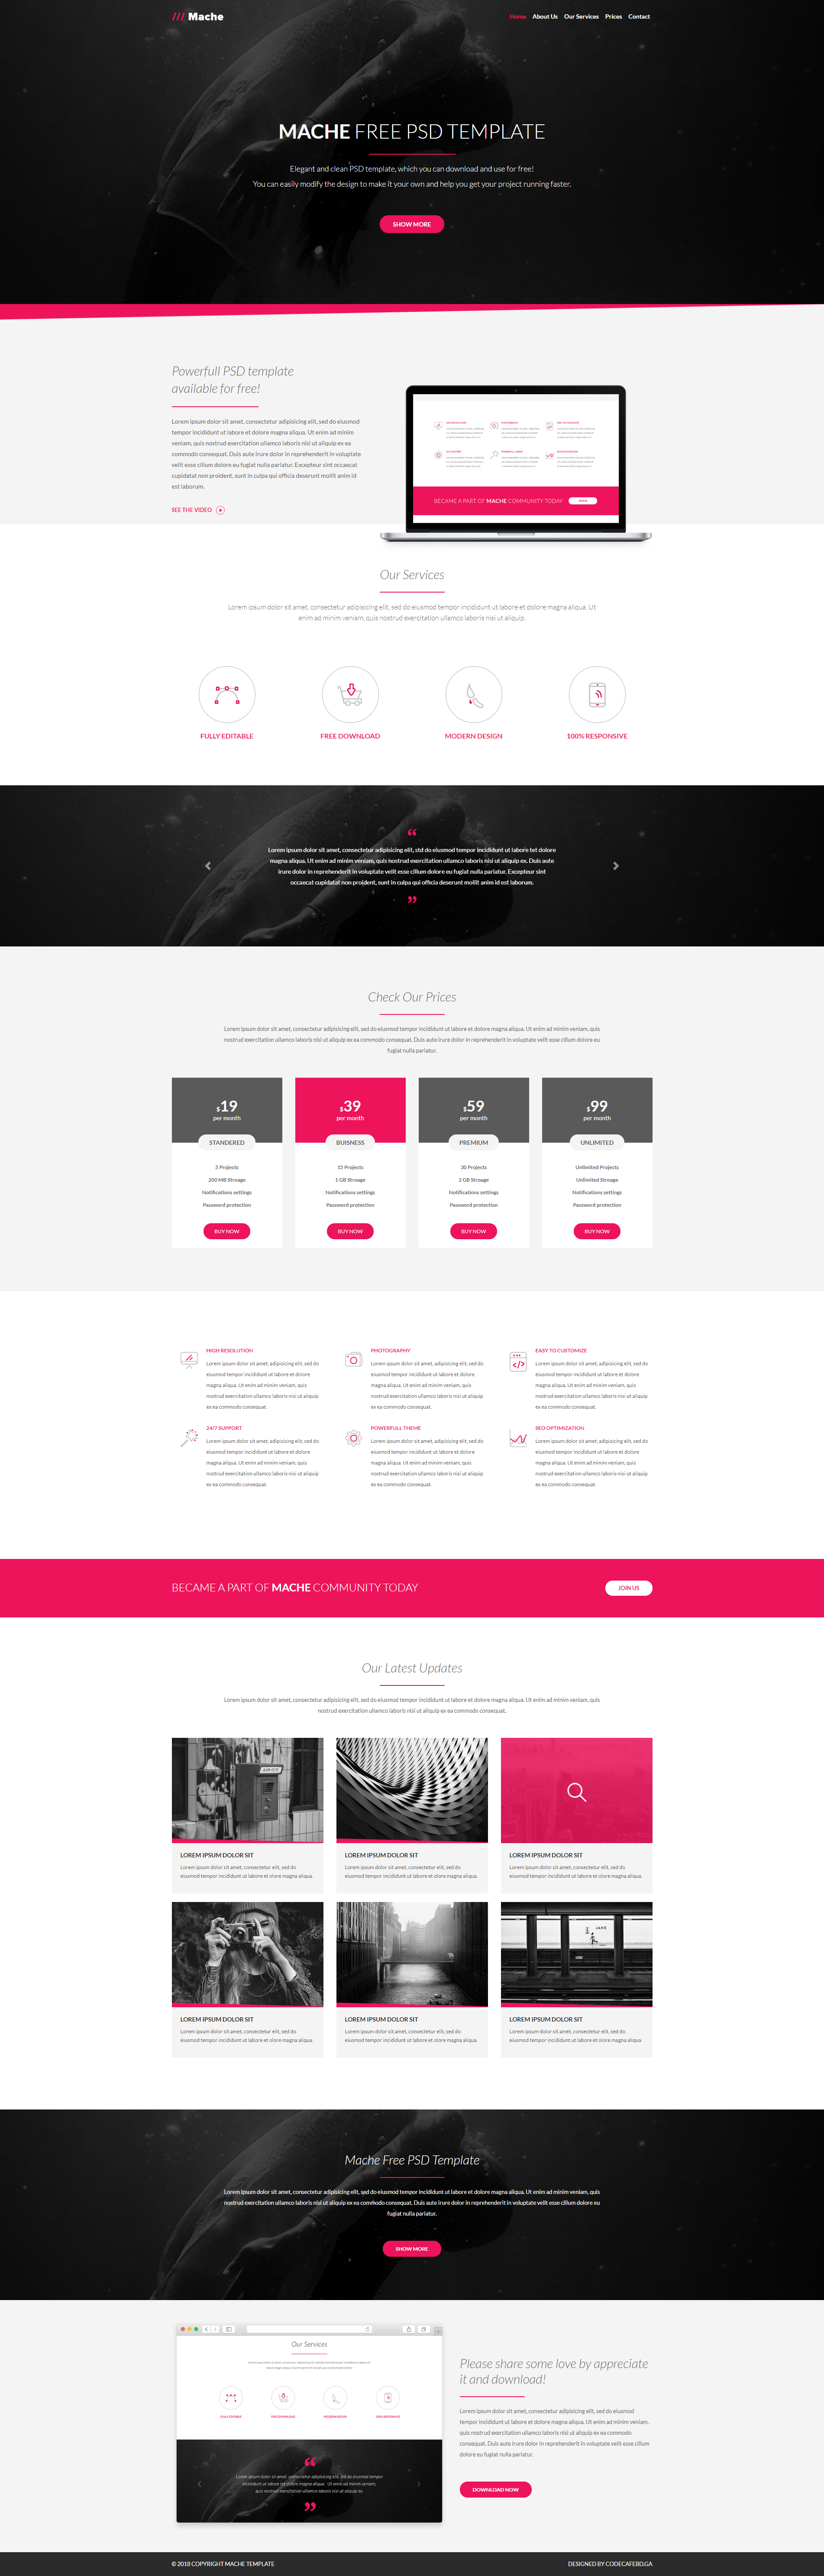 /// Mache
Home About Us Our Services Prices Contact
MACHE FREE PSD TEMPLATE
Elegant and clean PSD template, which you can download and use for free!
You can easily modify the design to make it your own and help you get your project running faster.
SHOW MORE
Powerfull PSD template
available for free!
Lorem ipsum dolor sit amet, consectetur adipisicing elit, sed do eiusmod
tempor incididunt ut labore et dolore magna aliqua. Ut enim ad minim
veniam, quis nostrud exercitation ullamco laboris nisi ut aliquip ex ea
commodo consequat. Duis aute irure dolor in reprehenderit in voluptate
velit esse cillum dolore eu fugiat nulla pariatur. Excepteur sint occaecat
cupidatat non proident, sunt in culpa qui officia deserunt mollit anim id
est laborum.
SEE THE VIDEO
BECAME A PART OF MACHE COMMUNITY TODAY
Our Services
Lorem ipsum dolor sit amet, consectetur adipisicing elit, sed do eiusmod tempor incididunt ut labore et dolore magna aliqua. Ut
enim ad minim veniam, quis nostrud exercitation ullamco laboris nisi ut aliquip.
FULLY EDITABLE
FREE DOWNLOAD
MODERN DESIGN
100% RESPONSIVE
“
Lorem ipsum dolor sit amet, consectetur adipisicing elit, std do eiusmod tempor incididunt ut labore tet dolore
magna aliqua. Ut enim ad minim veniam, quis nostrud exercitation ullamco laboris nisi ut aliquip ex. Duis aute
irure dolor in reprehenderit in voluptate velit esse cillum dolore eu fugiat nulla pariatur. Excepteur sint
occaecat cupidatat non proident, sunt in culpa qui officia deserunt mollit anim id est laborum.
”
Check Our Prices
Lorem ipsum dolor sit amet, consectetur adipisicing elit, sed do eiusmod tempor incididunt ut labore et dolore magna aliqua. Ut enim ad minim veniam, quis
nostrud exercitation ullamco laboris nisi ut aliquip ex ea commodo consequat. Duis aute irure dolor in reprehenderit in voluptate velit esse cillum dolore eu
fugiat nulla pariatur.
$19
per month
STANDERED
5 Projects
200 MB Stroage
Notifications settings
Password protection
BUY NOW
$39
per month
BUISNESS
15 Projects
1 GB Stroage
Notifications settings
Password protection
BUY NOW
$59
per month
PREMIUM
30 Projects
2 GB Stroage
Notifications settings
Password protection
BUY NOW
$99
per month
UNLIMITED
Unlimited Projects
Unlimited Stroage
Notifications settings
Password protection
BUY NOW
HIGH RESOLUTION
Lorem ipsum dolor sit amet, adipisicing elit, sed do
eiusmod tempor incididunt ut labore et dolore
magna aliqua. Ut enim ad minim veniam, quis
nostrud exercitation ullamco laboris nisi ut aliquip
ex ea commodo consequat.
PHOTOGRAPHY
Lorem ipsum dolor sit amet, adipisicing elit, sed do
eiusmod tempor incididunt ut labore et dolore
magna aliqua. Ut enim ad minim veniam, quis
nostrud exercitation ullamco laboris nisi ut aliquip
ex ea commodo consequat.
EASY TO CUSTOMIZE
Lorem ipsum dolor sit amet, adipisicing elit, sed do
eiusmod tempor incididunt ut labore et dolore
magna aliqua. Ut enim ad minim veniam, quis
nostrud exercitation ullamco laboris nisi ut aliquip
ex ea commodo consequat.
24/7 SUPPORT
Lorem ipsum dolor sit amet, adipisicing elit, sed do
eiusmod tempor incididunt ut labore et dolore
magna aliqua. Ut enim ad minim veniam, quis
nostrud exercitation ullamco laboris nisi ut aliquip
ex ea commodo consequat.
POWERFULL THEME
Lorem ipsum dolor sit amet, adipisicing elit, sed do
eiusmod tempor incididunt ut labore et dolore
magna aliqua. Ut enim ad minim veniam, quis
nostrud exercitation ullamco laboris nisi ut aliquip
ex ea commodo consequat.
SEO OPTIMIZATION
Lorem ipsum dolor sit amet, adipisicing elit, sed do
eiusmod tempor incididunt ut labore et dolore
magna aliqua. Ut enim ad minim veniam, quis
nostrud exercitation ullamco laboris nisi ut aliquip
ex ea commodo consequat.
BECAME A PART OF MACHE COMMUNITY TODAY
JOIN US
Our Latest Updates
Lorem ipsum dolor sit amet, consectetur adipisicing elit, sed do eiusmod tempor incididunt ut labore et dolore magna aliqua. Ut enim ad minim veniam, quis
nostrud exercitation ullamco laboris nisi ut aliquip ex ea commodo consequat.
LOREM IPSUM DOLOR SIT
Lorem ipsum dolor sit amet, consectetur elit, sed do
eiusmod tempor incididunt ut labore et olore magna aliqua.
LOREM IPSUM DOLOR SIT
Lorem ipsum dolor sit amet, consectetur elit, sed do
eiusmod tempor incididunt ut labore et olore magna aliqua.
LOREM IPSUM DOLOR SIT
Lorem ipsum dolor sit amet, consectetur elit, sed do
eiusmod tempor incididunt ut labore et olore magna aliqua.
JANE
LOREM IPSUM DOLOR SIT
Lorem ipsum dolor sit amet, consectetur elit, sed do
eiusmod tempor incididunt ut labore et olore magna aliqua.
LOREM IPSUM DOLOR SIT
Lorem ipsum dolor sit amet, consectetur elit, sed do
eiusmod tempor incididunt ut labore et olore magna aliqua.
LOREM IPSUM DOLOR SIT
Lorem ipsum dolor sit amet, consectetur elit, sed do
eiusmod tempor incididunt ut labore et olore magna aliqua.
Mache Free PSD Template
Lorem ipsum dolor sit amet, consectetur adipisicing elit, sed do eiusmod tempor incididunt ut labore et dolore magna aliqua. Ut enim ad minim veniam, quis
nostrud exercitation ullamco laboris nisi ut aliquip ex ea commodo consequat. Duis aute irure dolor in reprehenderit in voluptate velit esse cillum dolore eu
fugiat nulla pariatur.
SHOW MORE
Our Services
FULLY EDITABLE
FREE DOWNLOAD
MODERN DESIGN
100% RESPONSIVE
“
Lorem ipsum dolor sit amet, consectetur adipisicing elit, sed do eiusmod tempor
incididunt ut labore tet dolore magna aliqua. Ut enim ad minim veniam,
quis nostrud exercitation ullamco laboris nisi ut aliquip ex.
”
Please share some love by appreciate
it and download!
Lorem ipsum dolor sit amet, consectetur adipisicing elit, sed do eiusmod
tempor incididunt ut labore et dolore magna aliqua. Ut enim ad minim veniam,
quis nostrud exercitation ullamco laboris nisi ut aliquip ex ea commodo
consequat. Duis aute irure dolor in reprehenderit in voluptate velit esse cillum
dolore eu fugiat nulla pariatur.
DOWNLOAD NOW
© 2018 COPYRIGHT MACHE TEMPLATE
DESIGNED BY CODECAFEBD.GA